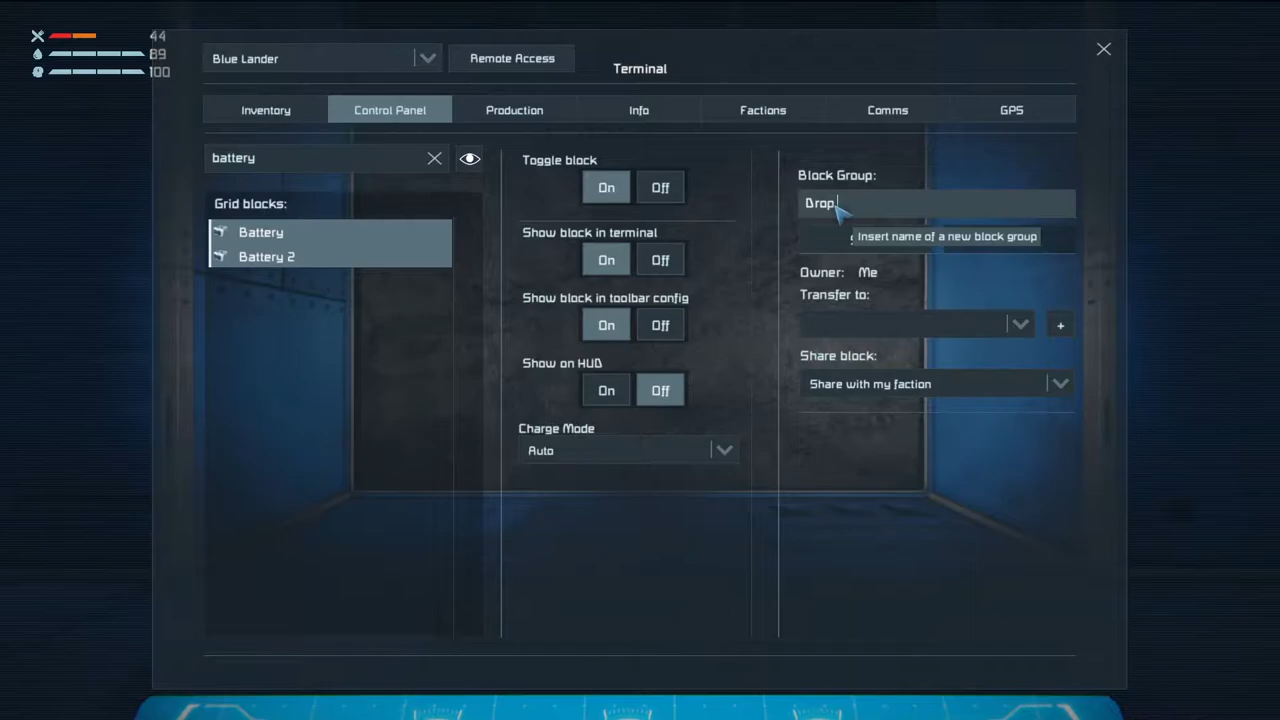 44
89
100
Blue Lander
Remote Access
Terminal
Inventory
Control Panel
Production
Info
Factions
Comms
GPS
battery
Grid blocks:
Battery
Battery 2
Toggle block
On Off
Show block in terminal
On Off
Show block in toolbar config
On Off
Show on HUD
On Off
Charge Mode
Auto
Block Group:
Drop
Insert name of a new block group
Owner: Me
Transfer to:
+
Share block:
Share with my faction